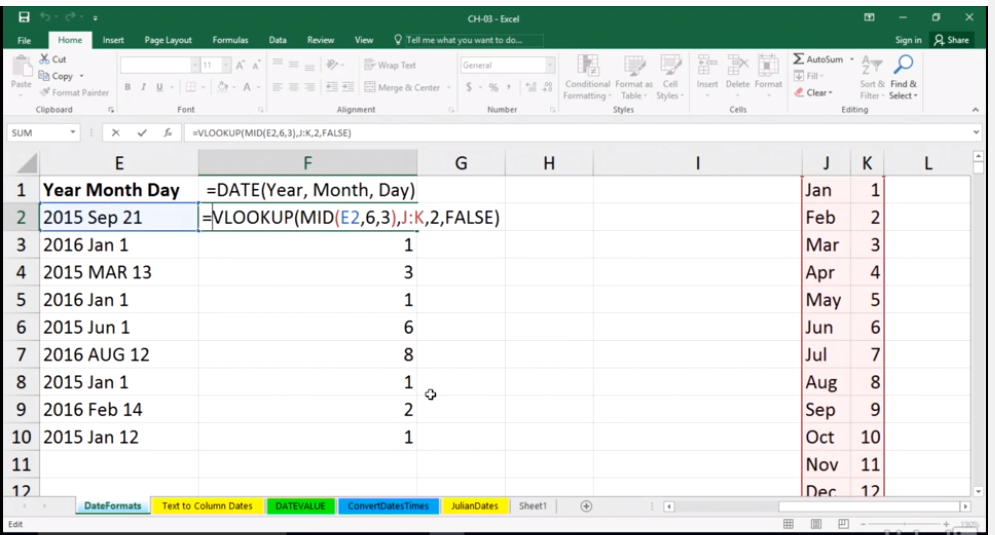 CH-03 - Excel
File Home Insert Page Layout Formulas Data Review View Tell me what you want to do... Sign in Share
Cut
Copy
Format Painter
Paste
Clipboard
11 A A
B I U A
Font
Wrap Text
Merge & Center
Alignment
General
$ % ,
Number
Conditional Formatting
Format as Table
Cell Styles
Styles
Insert Delete Format
Cells
AutoSum
Fill
Clear
Sort & Filter
Find & Select
Editing
SUM fx =VLOOKUP(MID(E2,6,3),J:K,2,FALSE)
E F G H I J K L
1 Year Month Day =DATE(Year, Month, Day) Jan 1
2 2015 Sep 21 =VLOOKUP(MID(E2,6,3),J:K,2,FALSE) Feb 2
3 2016 Jan 1 1 Mar 3
4 2015 MAR 13 3 Apr 4
5 2016 Jan 1 1 May 5
6 2015 Jun 1 6 Jun 6
7 2016 AUG 12 8 Jul 7
8 2015 Jan 1 1 Aug 8
9 2016 Feb 14 2 Sep 9
10 2015 Jan 12 1 Oct 10
11 Nov 11
12 Dec 12
DateFormats Text to Column Dates DATEVALUE ConvertDatesTimes JulianDates Sheet1
Edit